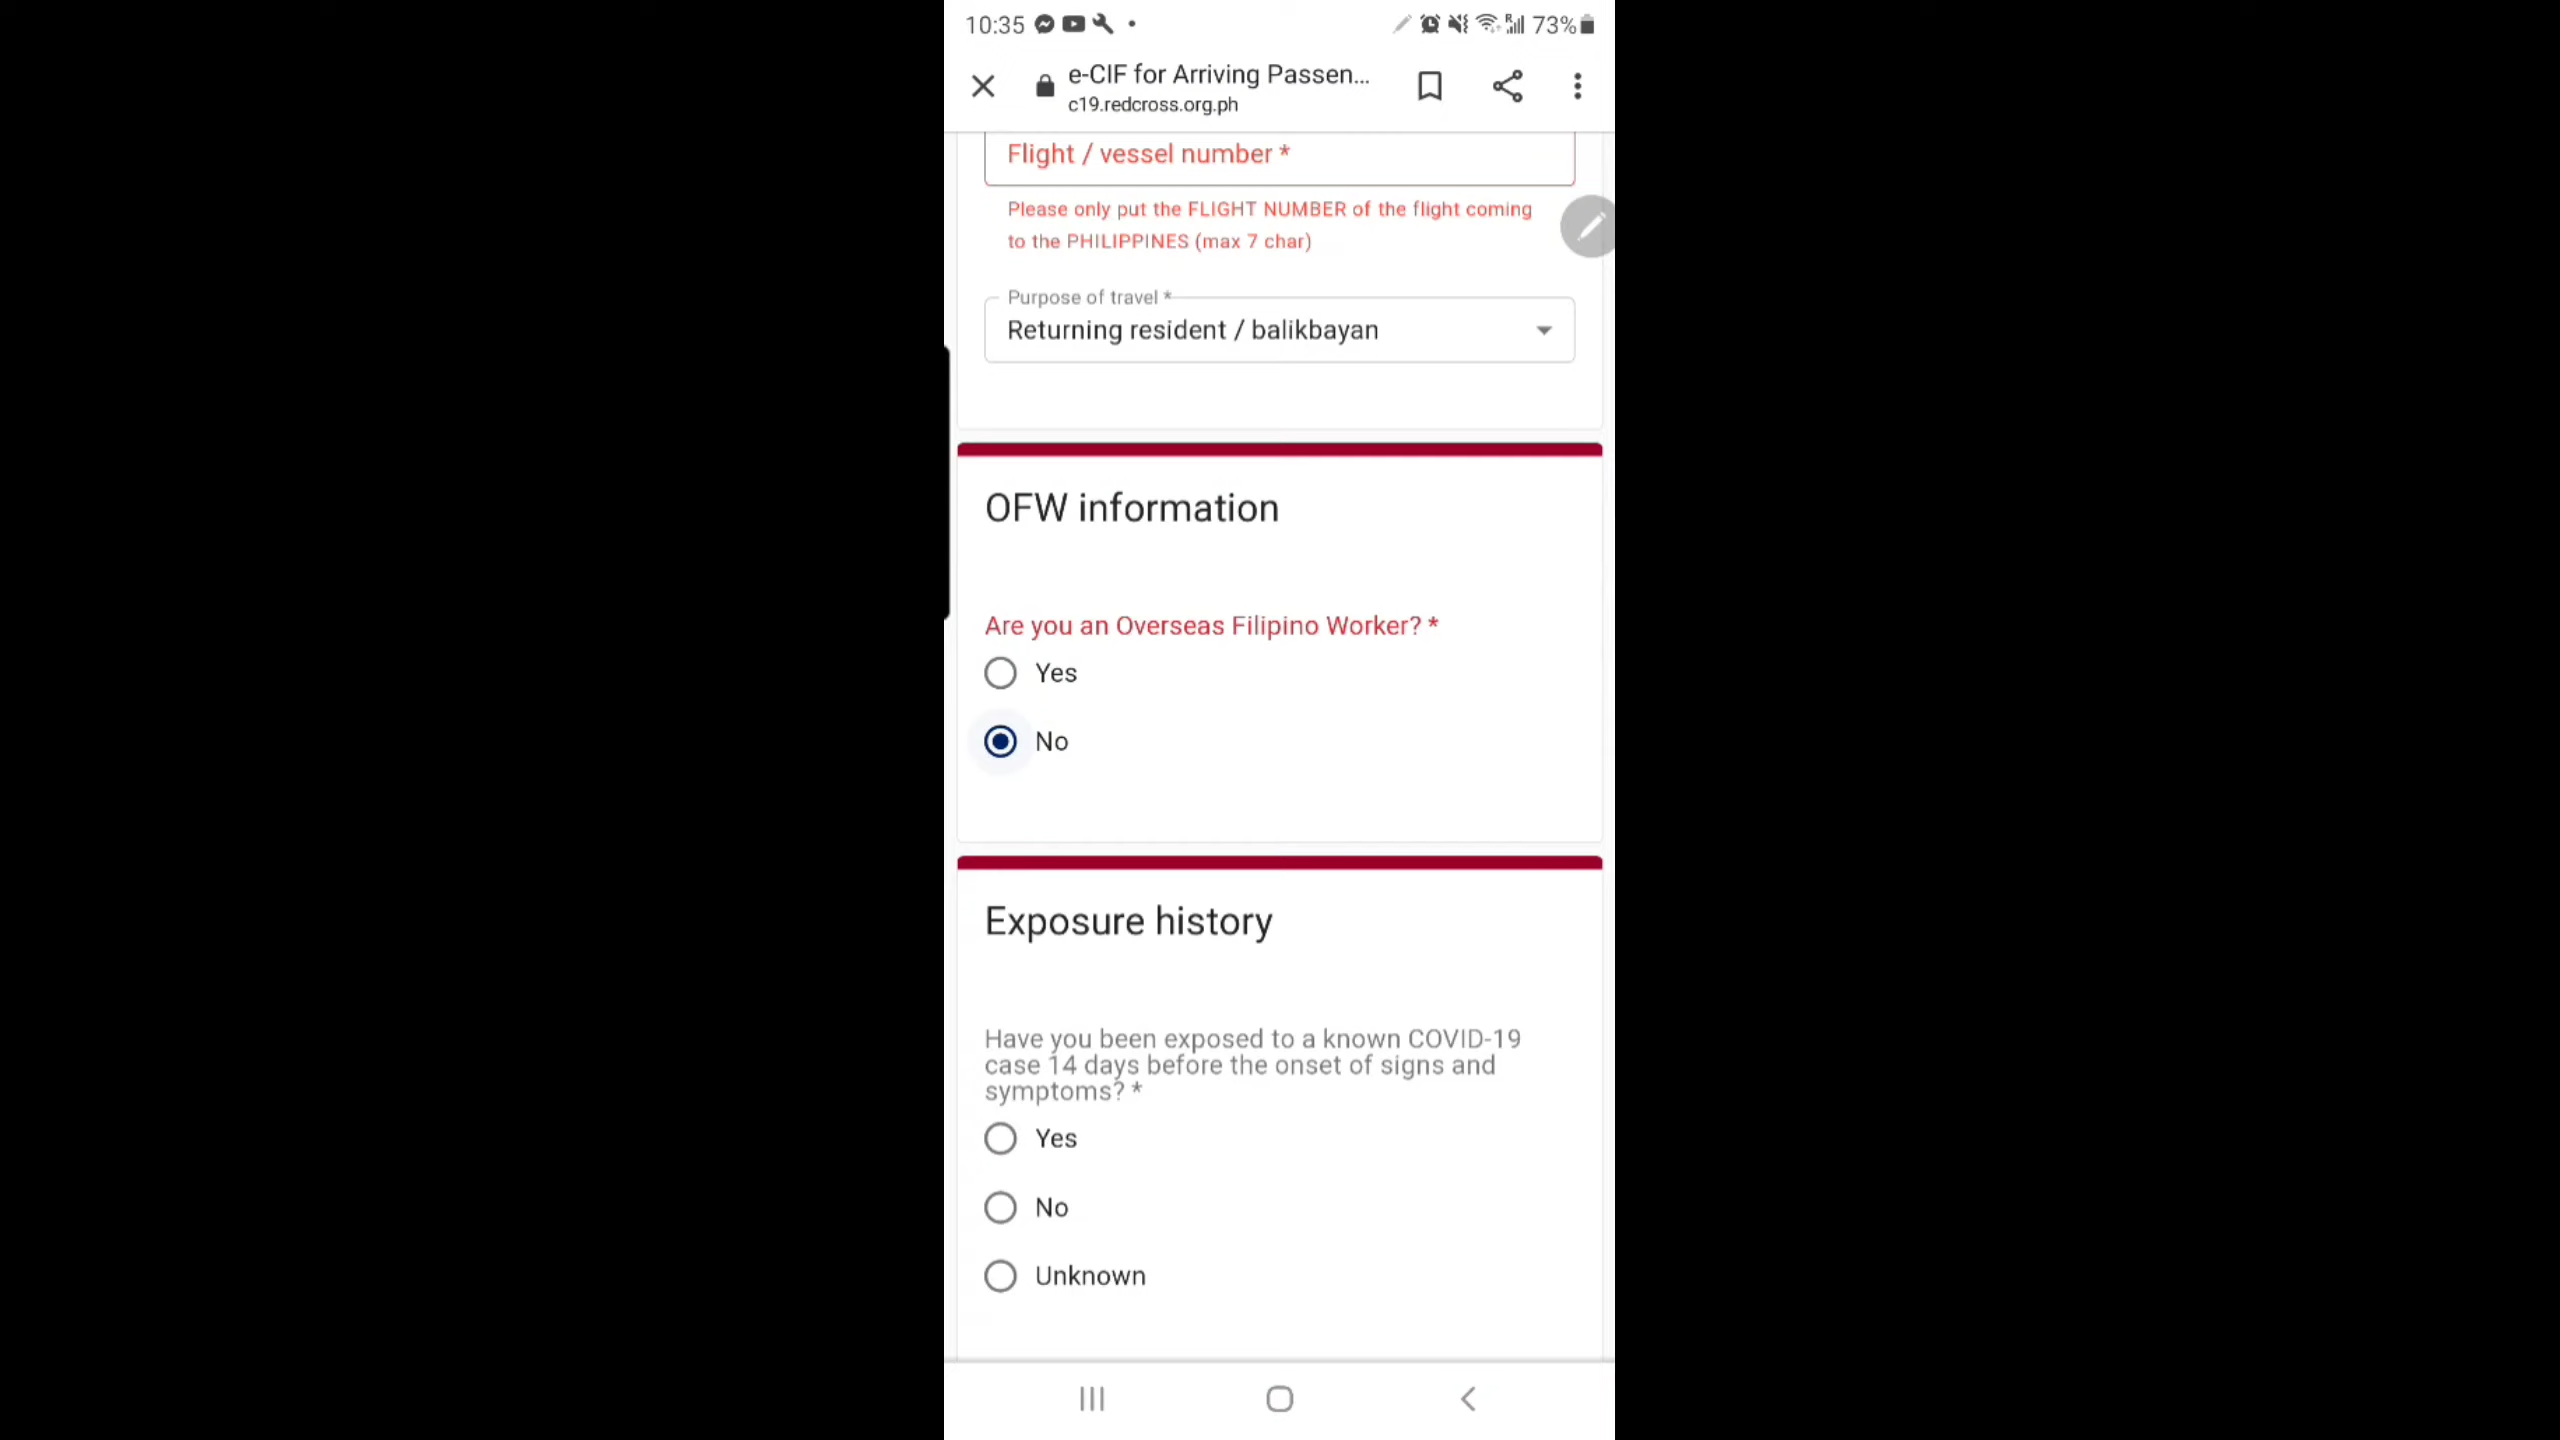 10:35 73%
e-CIF for Arriving Passen...
c19.redcross.org.ph
Flight / vessel number *
Please only put the FLIGHT NUMBER of the flight coming
to the PHILIPPINES (max 7 char)
Purpose of travel *
Returning resident / balikbayan
OFW information
Are you an Overseas Filipino Worker? *
Yes
No
Exposure history
Have you been exposed to a known COVID-19
case 14 days before the onset of signs and
symptoms? *
Yes
No
Unknown